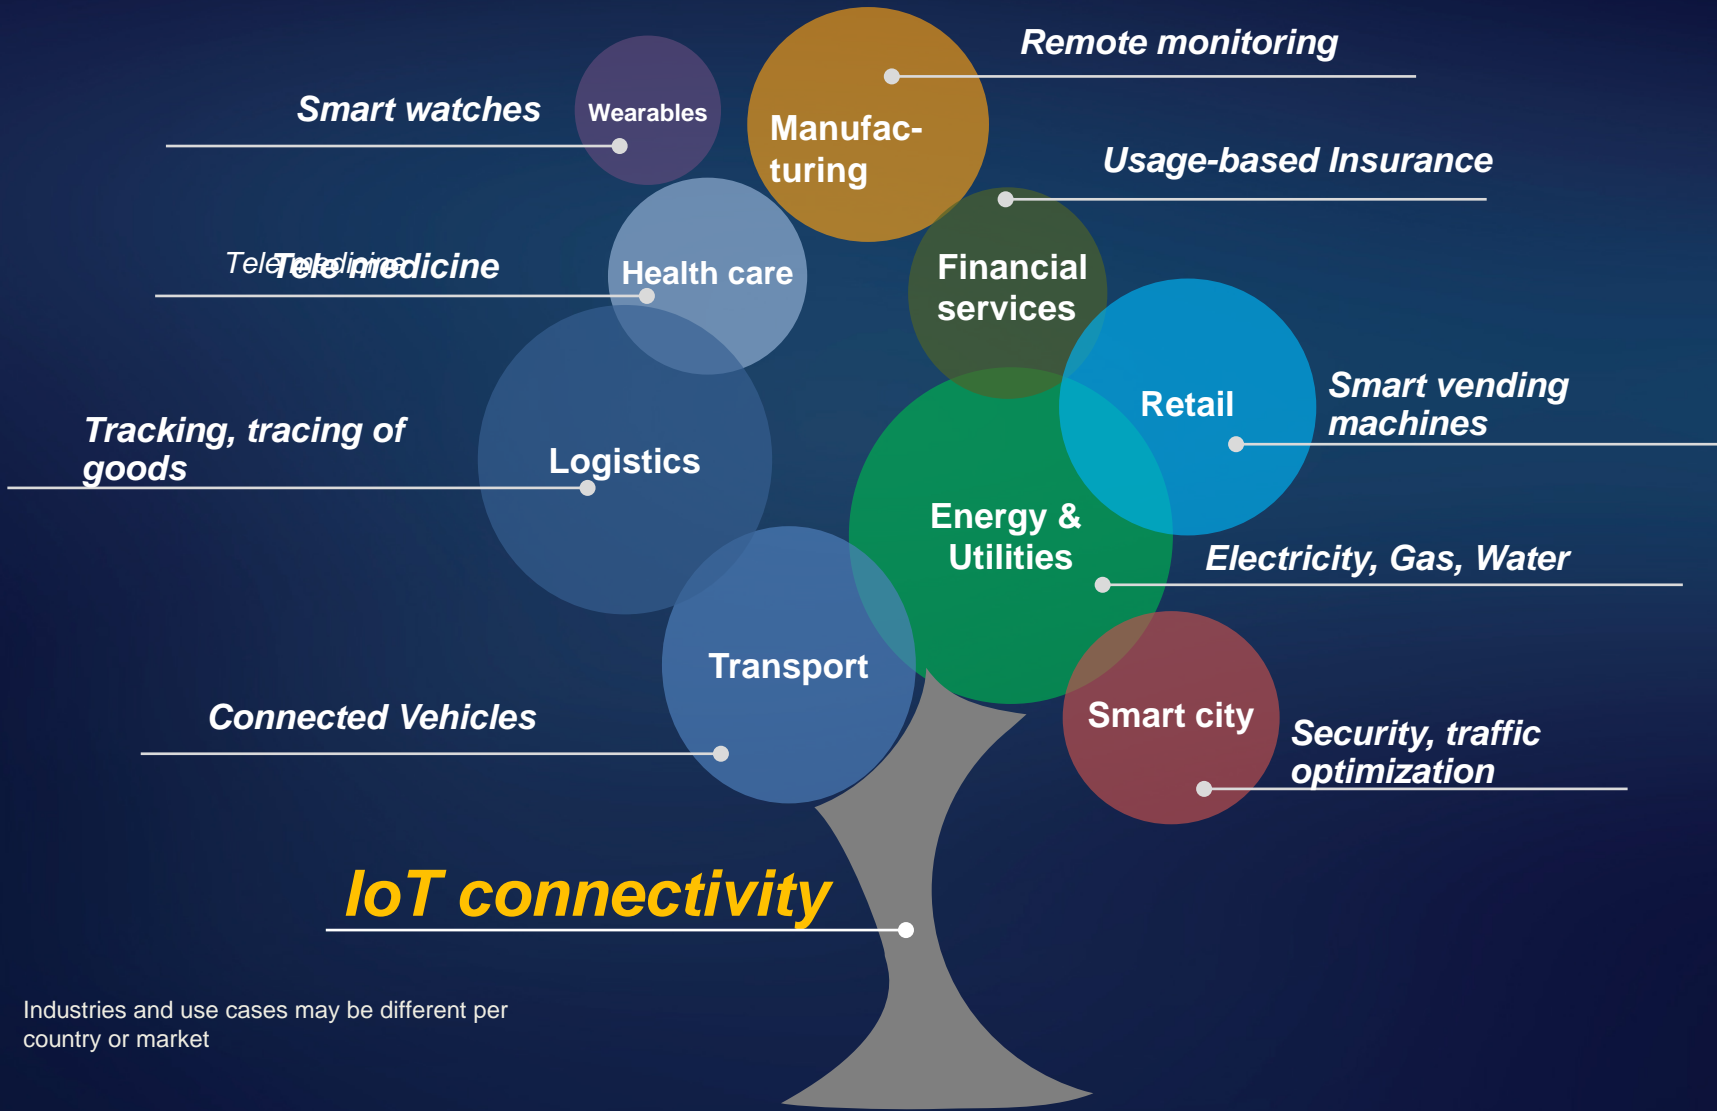 Remote monitoring
Smart watches
Wearables
Manufac-
turing
Usage-based Insurance
Tele medicine
Tele medicine
Health care
Financial
services
Retail
Smart vending
machines
Tracking, tracing of
goods
Logistics
Energy &
Utilities
Electricity, Gas, Water
Transport
Connected Vehicles
Smart city
Security, traffic
optimization
IoT connectivity
Industries and use cases may be different per
country or market